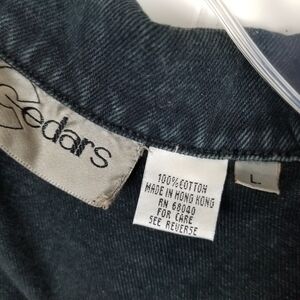 Cedars
100% COTTON
MADE IN HONG KONG
RN 68040
FOR CARE
SEE REVERSE
L